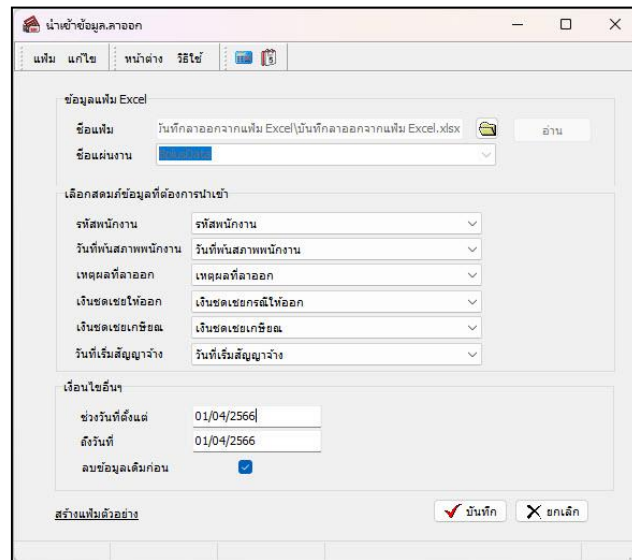 นำเข้าข้อมูล.ลาออก
แฟ้ม แก้ไข หน้าต่าง วิธีใช้
ข้อมูลแฟ้ม Excel
ชื่อแฟ้ม ันทึกลาออกจากแฟ้ม Excel\บันทึกลาออกจากแฟ้ม Excel.xlsx อ่าน
ชื่อแผ่นงาน
เลือกสดมภ์ข้อมูลที่ต้องการนำเข้า
รหัสพนักงาน รหัสพนักงาน
วันที่พ้นสภาพพนักงาน วันที่พ้นสภาพพนักงาน
เหตุผลที่ลาออก เหตุผลที่ลาออก
เงินชดเชยให้ออก เงินชดเชยกรณีให้ออก
เงินชดเชยเกษียณ เงินชดเชยเกษียณ
วันที่เริ่มสัญญาจ้าง วันที่เริ่มสัญญาจ้าง
เงื่อนไขอื่นๆ
ช่วงวันที่ตั้งแต่ 01/04/2566
ถึงวันที่ 01/04/2566
ลบข้อมูลเดิมก่อน
สร้างแฟ้มตัวอย่าง บันทึก ยกเลิก